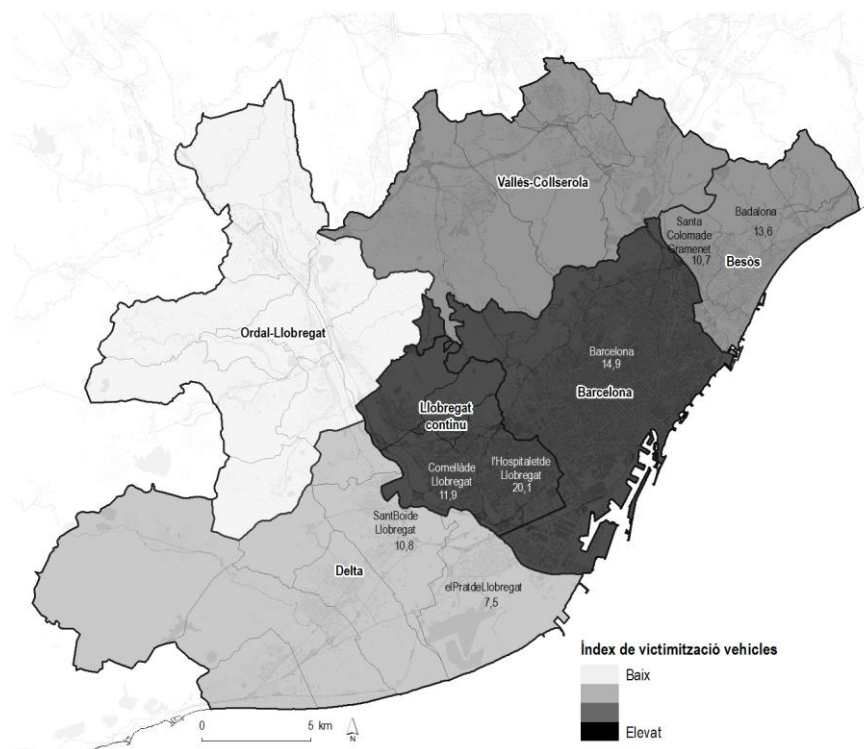 Vallès-Collserola
Santa
Coloma de
Gramenet
10,7
Badalona
13,6
Besòs
Ordal-Llobregat
Barcelona
14,9
Barcelona
Llobregat
continu
Cornellàde
Llobregat
11,9
l'Hospitaletde
Llobregat
20,1
SantBoide
Llobregat
10,8
Delta
elPratdeLlobregat
7,5
Índex de victimització vehicles
Baix
Elevat
0 5 km
N